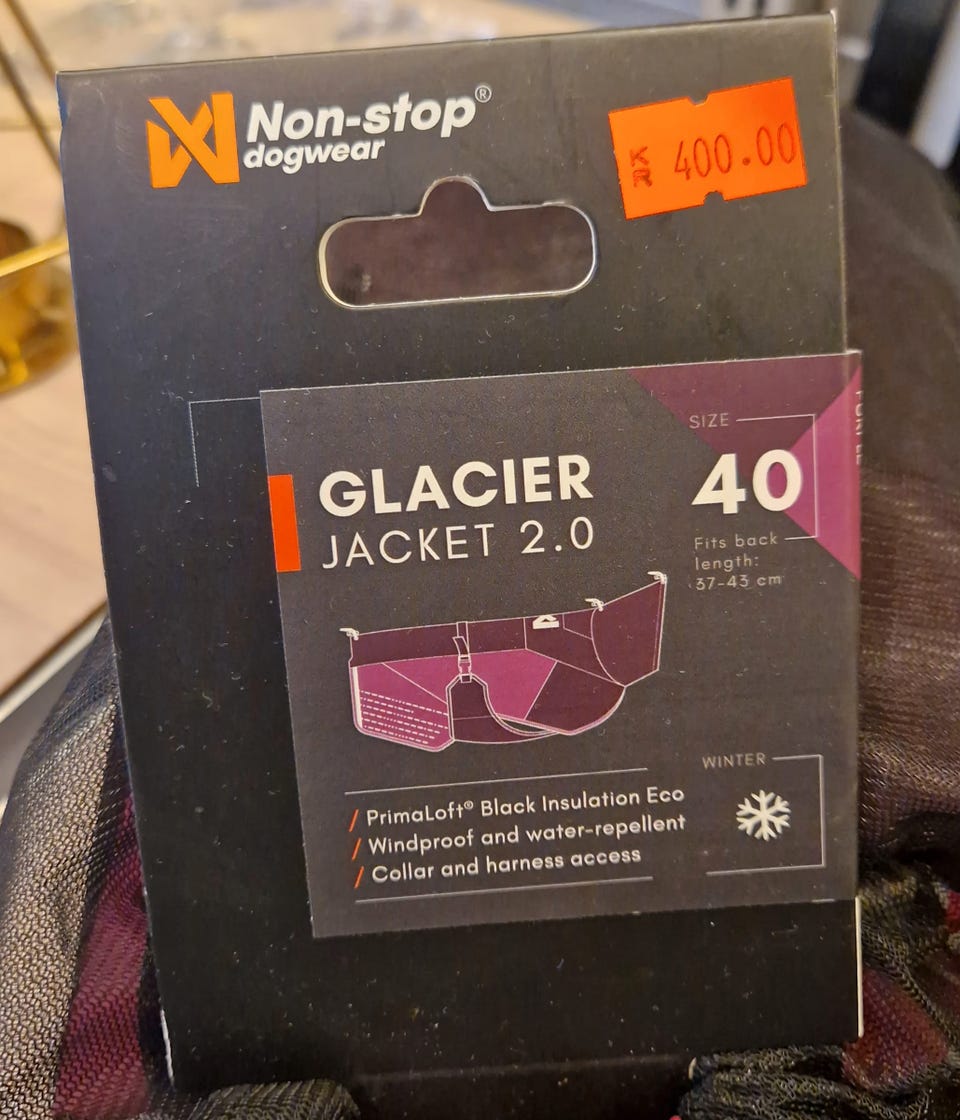 Non-stop®
dogwear
KR 400.00
GLACIER
JACKET 2.0
SIZE
40
Fits back
length:
37-43 cm
PURPLE
WINTER
/ PrimaLoft® Black Insulation Eco
/ Windproof and water-repellent
/ Collar and harness access